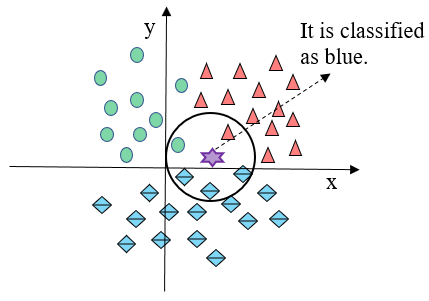 y
It is classified
as blue.
x